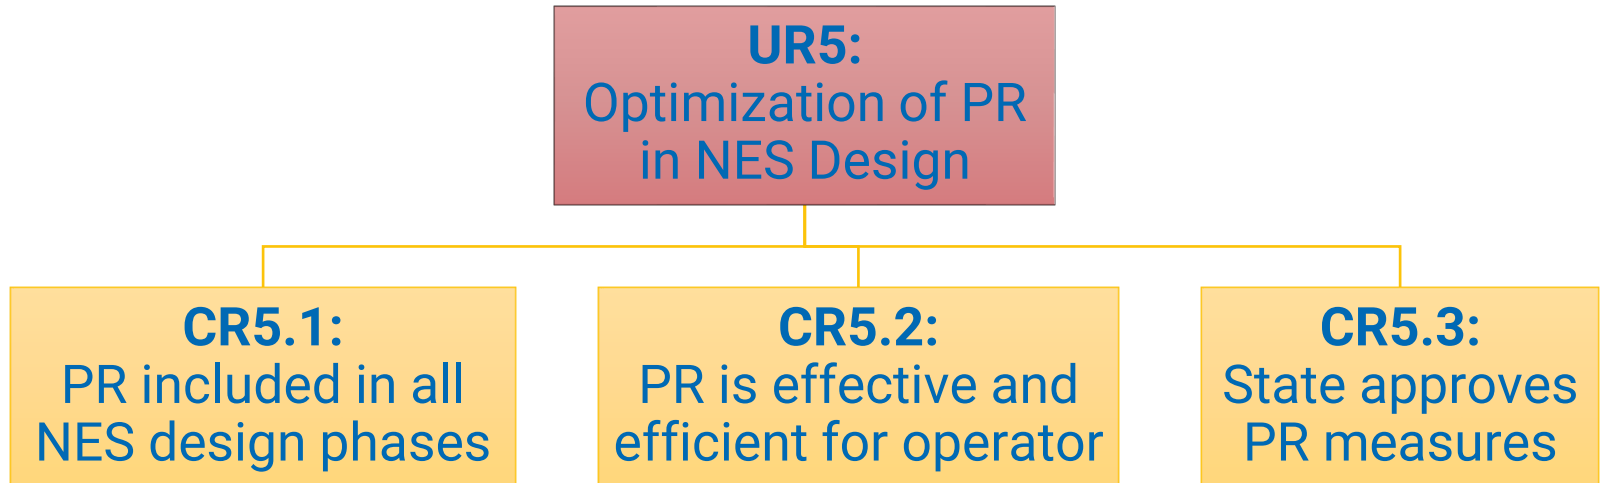 UR5:
Optimization of PR
in NES Design
CR5.1:
PR included in all
NES design phases
CR5.2:
PR is effective and
efficient for operator
CR5.3:
State approves
PR measures